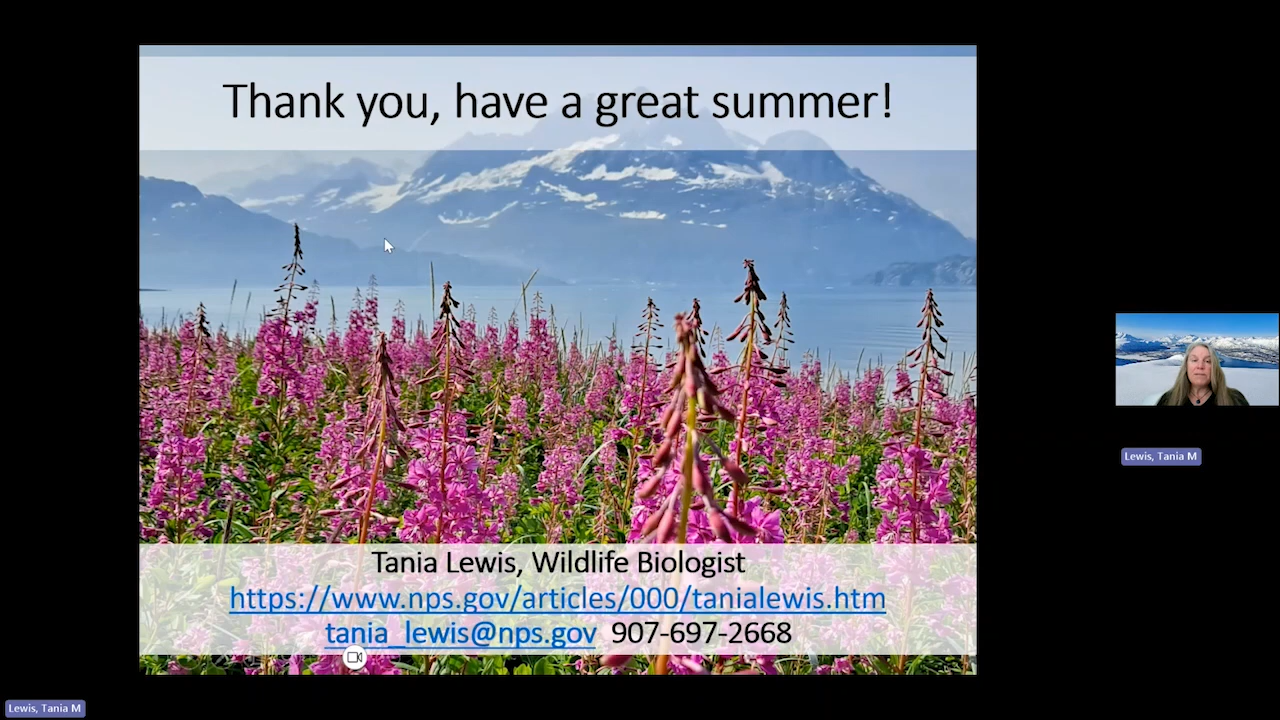 Thank you, have a great summer!
Tania Lewis, Wildlife Biologist
https://www.nps.gov/articles/000/tanialewis.htm
tania_lewis@nps.gov 907-697-2668
Lewis, Tania M
Lewis, Tania M